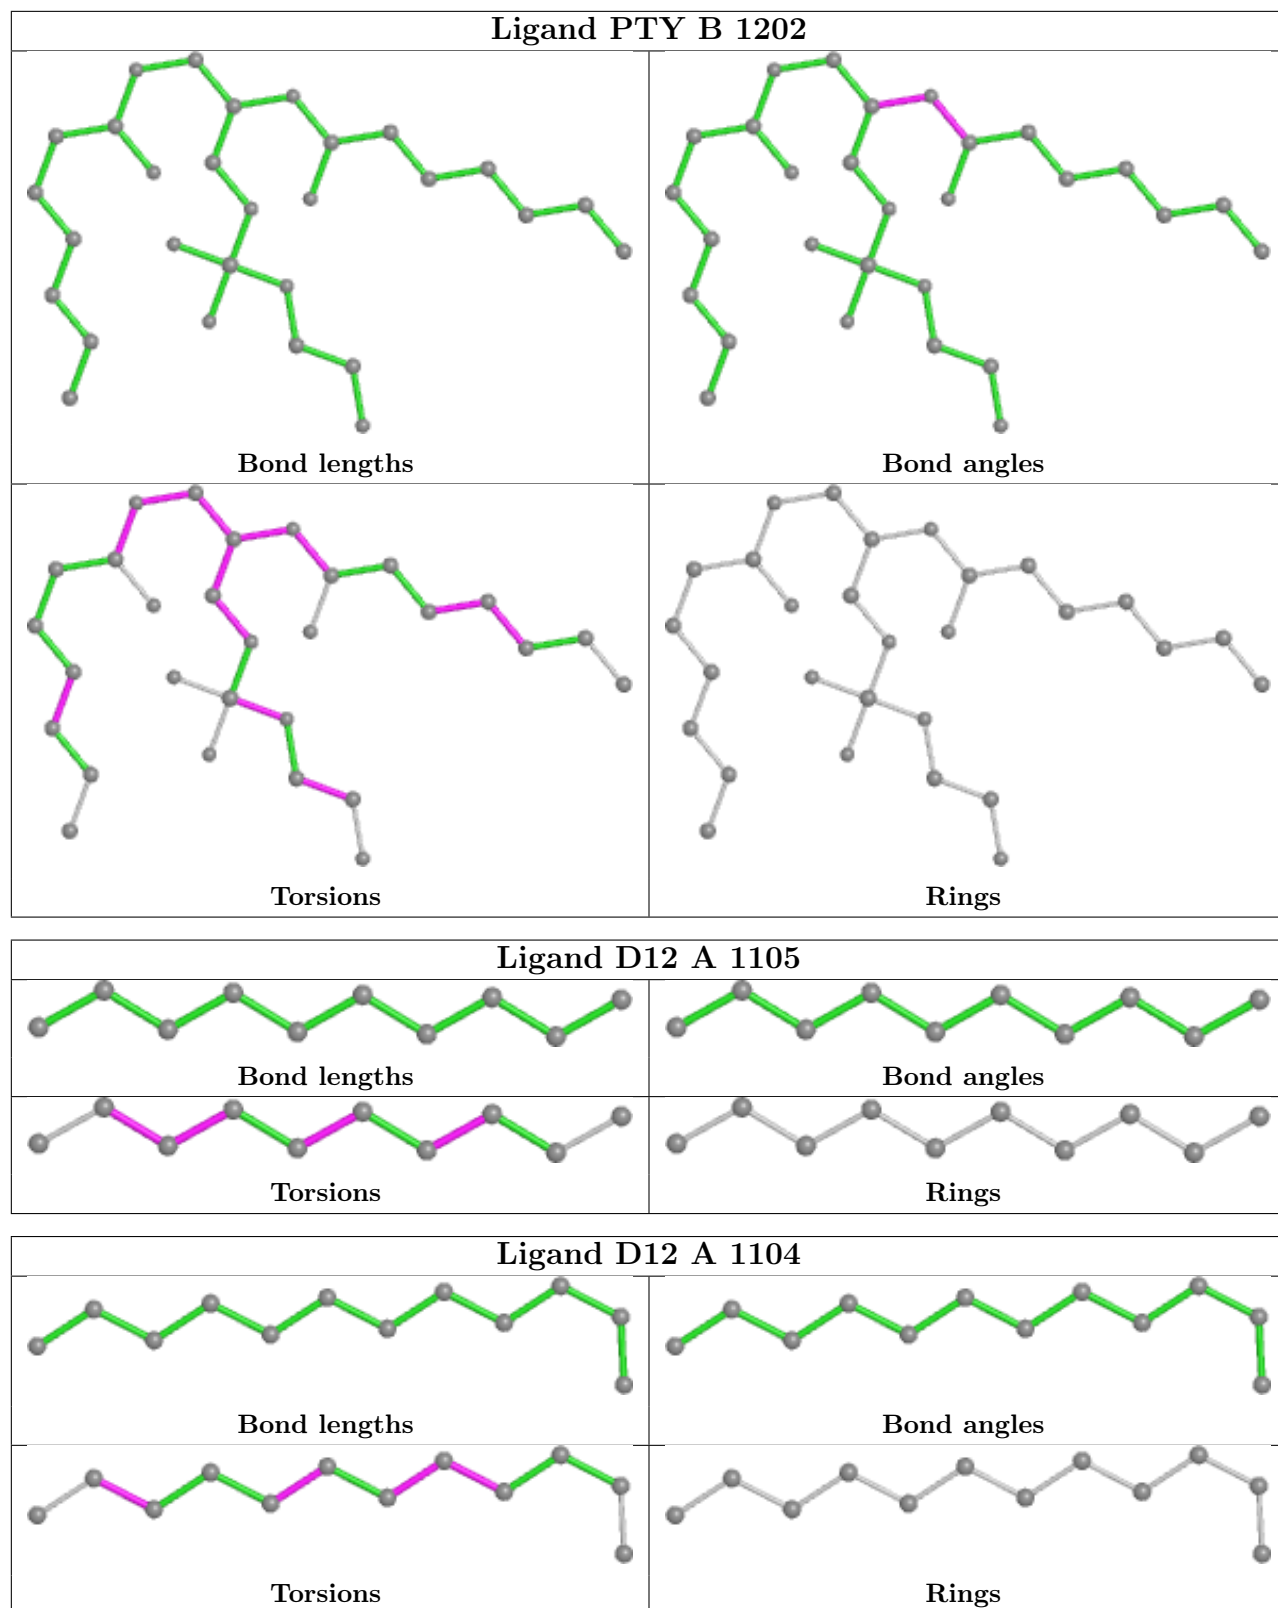 Ligand PTY B 1202
Bond lengths
Bond angles
Torsions
Rings
Ligand D12 A 1105
Bond lengths
Bond angles
Torsions
Rings
Ligand D12 A 1104
Bond lengths
Bond angles
Torsions
Rings